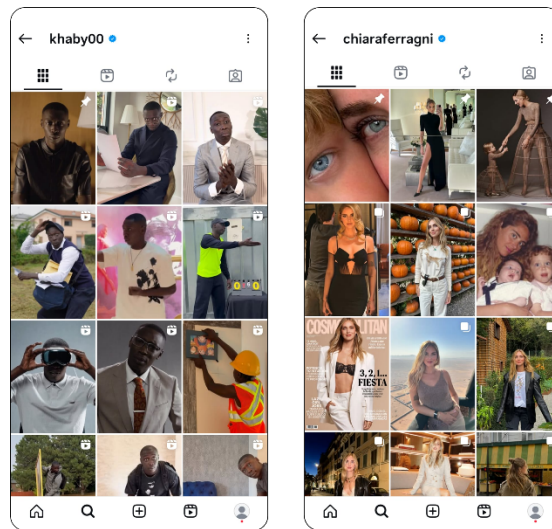 khaby00
chiaraferragni
COSMOPOLITAN
3, 2, 1...
FIESTA